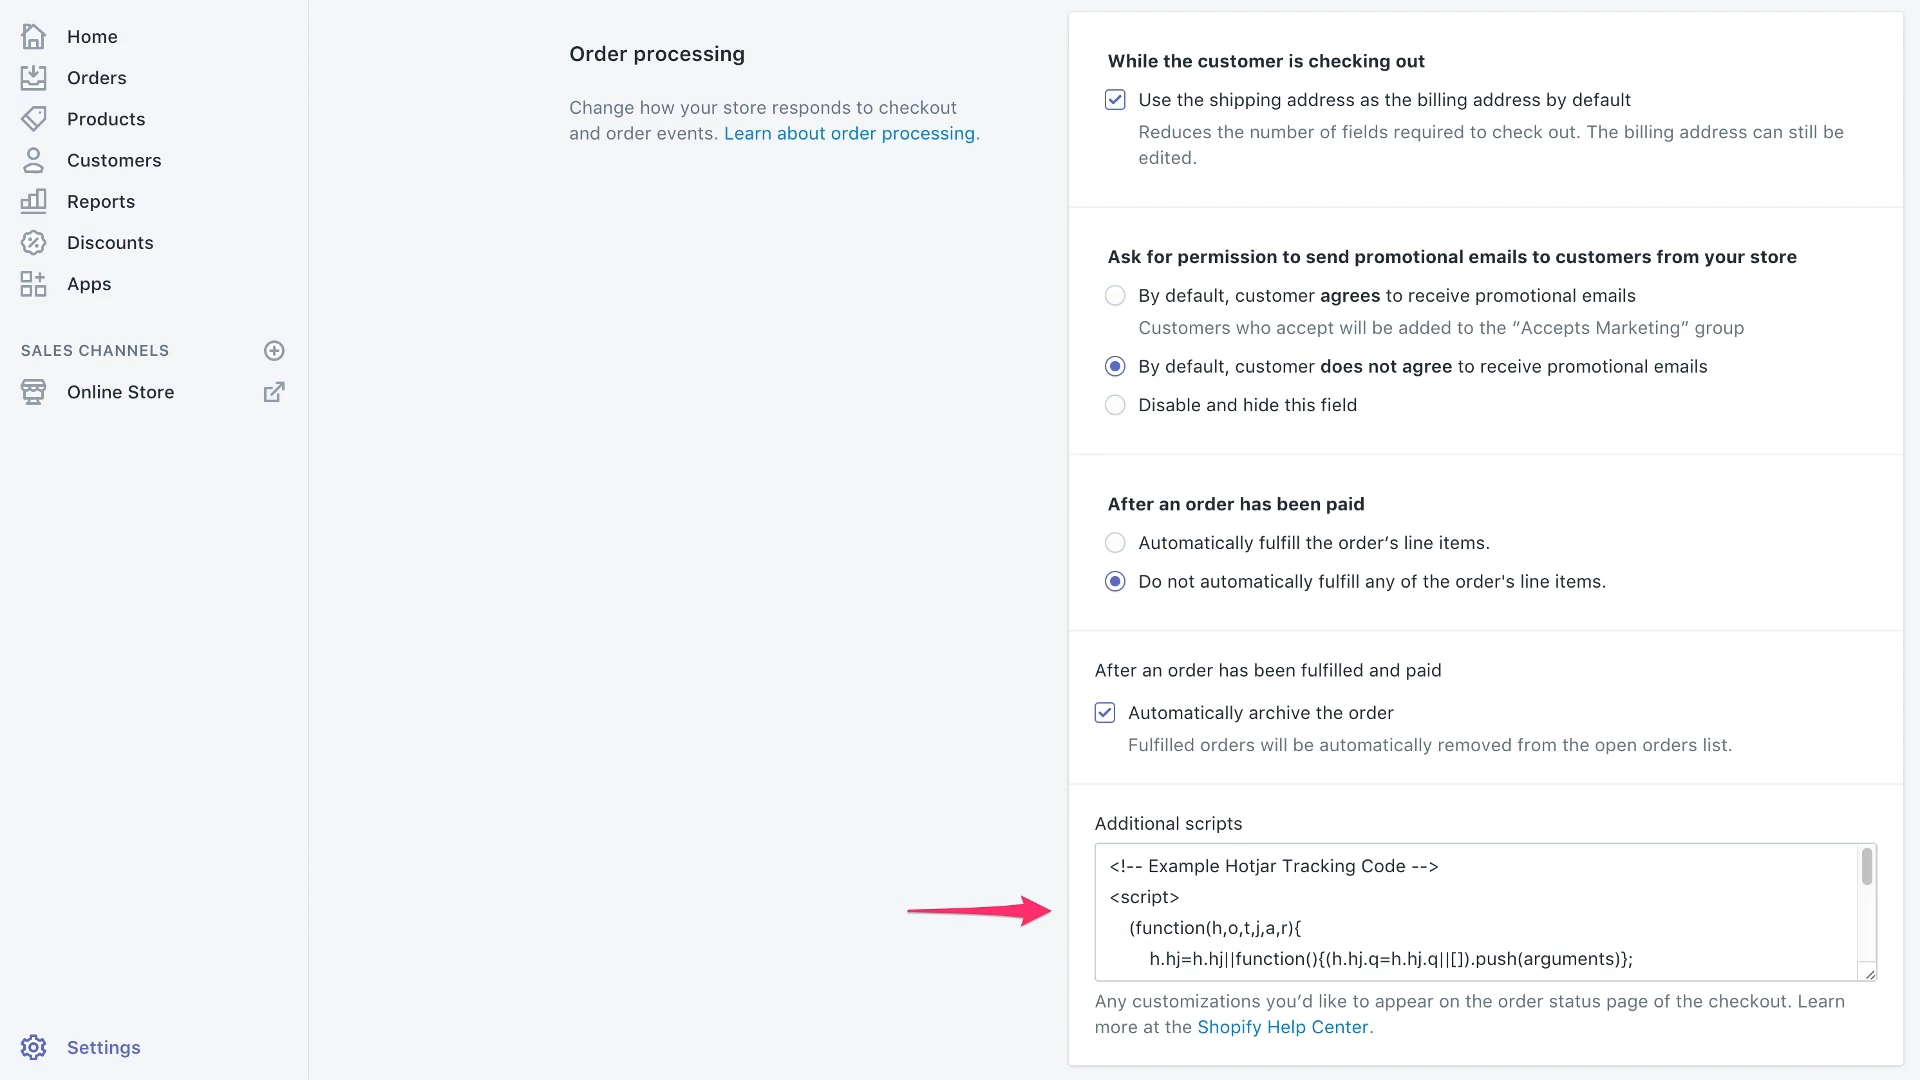 Home
Orders
Products
Customers
Reports
Discounts
Apps
SALES CHANNELS
Online Store
Settings
Order processing
Change how your store responds to checkout
and order events. Learn about order processing.
While the customer is checking out
Use the shipping address as the billing address by default
Reduces the number of fields required to check out. The billing address can still be
edited.
Ask for permission to send promotional emails to customers from your store
By default, customer agrees to receive promotional emails
Customers who accept will be added to the “Accepts Marketing” group
By default, customer does not agree to receive promotional emails
Disable and hide this field
After an order has been paid
Automatically fulfill the order’s line items.
Do not automatically fulfill any of the order's line items.
After an order has been fulfilled and paid
Automatically archive the order
Fulfilled orders will be automatically removed from the open orders list.
Additional scripts
<!-- Example Hotjar Tracking Code -->
<script>
(function(h,o,t,j,a,r){
h.hj=h.hj||function(){(h.hj.q=h.hj.q||[]).push(arguments)};
Any customizations you’d like to appear on the order status page of the checkout. Learn
more at the Shopify Help Center.